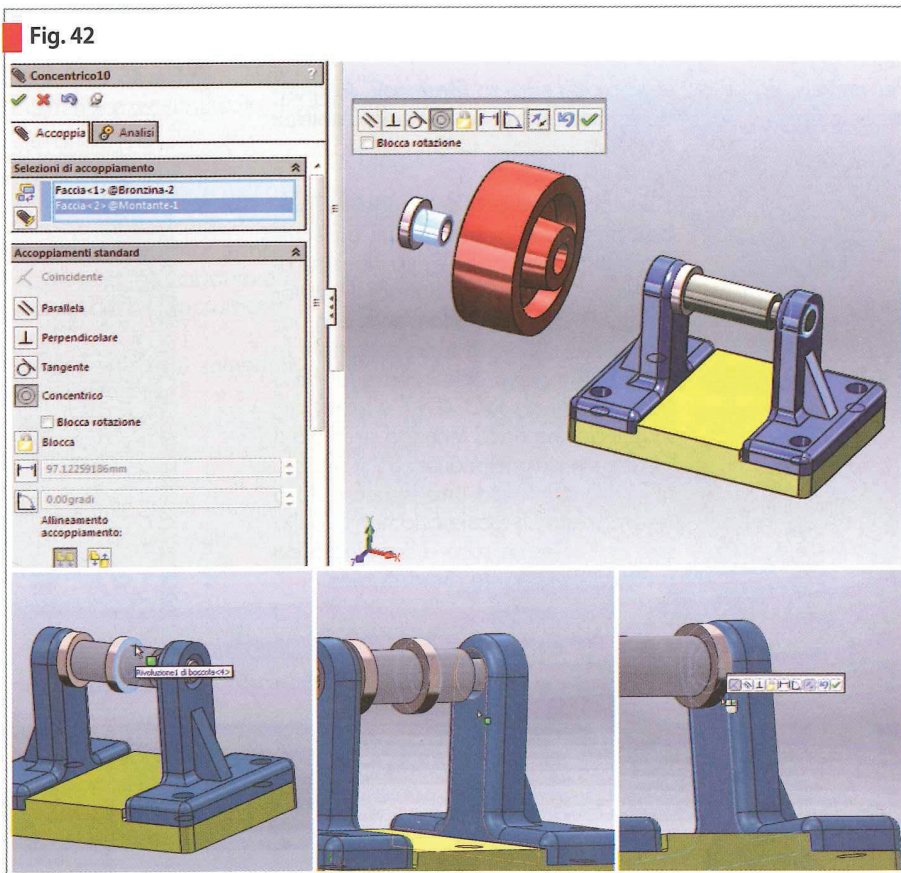 Fig. 42
Concentrico10
?
Accoppia
Analisi
Selezioni di accoppiamento
Faccia<1>@Bronzina-2
Faccia<2>@Montante-1
Accoppiamenti standard
Coincidente
Parallela
Perpendicolare
Tangente
Concentrico
Blocca rotazione
Blocca
97.12259186mm
0.00gradi
Allineamento
accoppiamento:
Blocca rotazione
Y
X
Z
Rivoluzione1 di boccola<4>